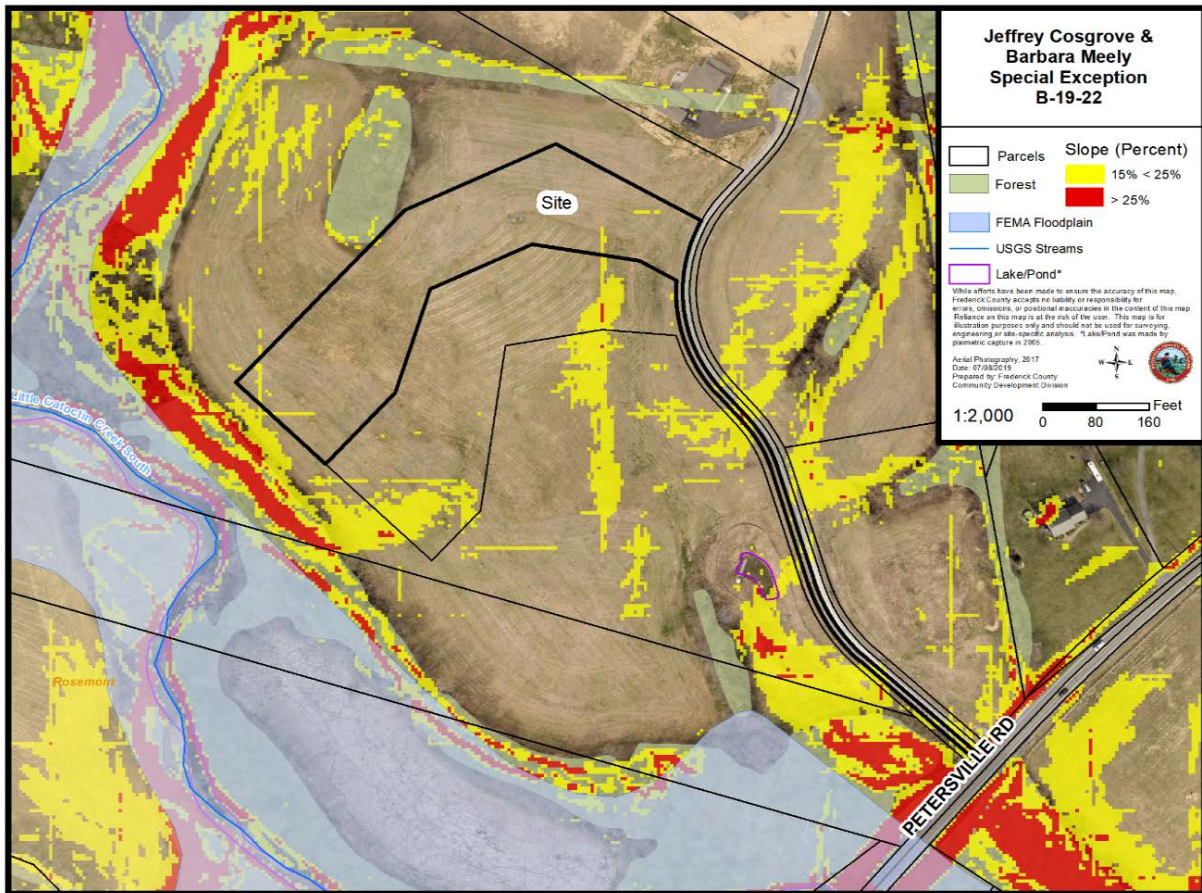 Jeffrey Cosgrove &
Barbara Meely
Special Exception
B-19-22
Parcels
Forest
Slope (Percent)
15% < 25%
> 25%
FEMA Floodplain
USGS Streams
Lake/Pond*
While efforts have been made to ensure the accuracy of this map,
Frederick County accepts no liability or responsibility for
errors, omissions, or positional inaccuracies in the content of this map.
Reliance on this map is at the risk of the user. This map is for
illustration purposes only and should not be used for surveying,
engineering, or site-specific analysis. *Lake/Pond was made by
planimetric capture in 2005.
Aerial Photography, 2017
Date: 07/08/2019
Prepared by: Frederick County
Community Development Division
N
W
E
S
1:2,000
Feet
0 80 160
Site
Little Catoctin Creek South
Rosemont
PETERSVILLE RD